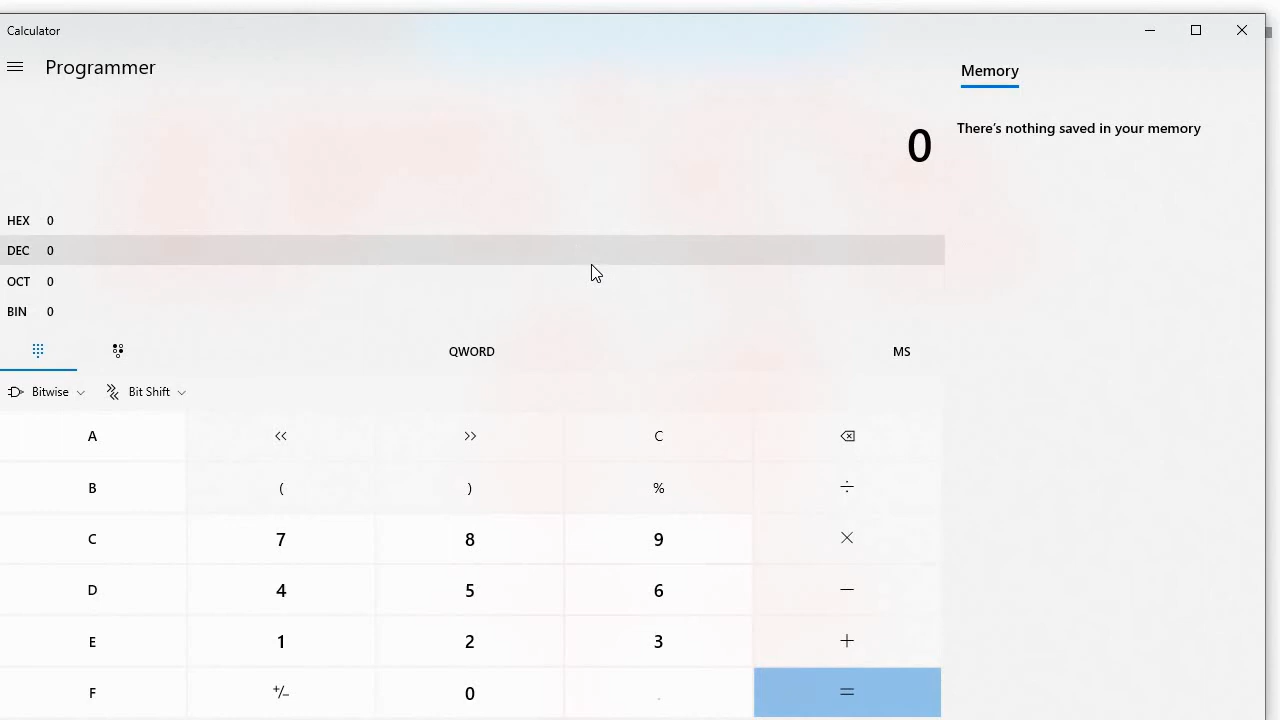 Calculator
Programmer
Memory
There's nothing saved in your memory
0
HEX 0
DEC 0
OCT 0
BIN 0
QWORD MS
Bitwise Bit Shift
A << >> C
B ( ) % ÷
C 7 8 9 ×
D 4 5 6 −
E 1 2 3 +
F +/− 0 . =